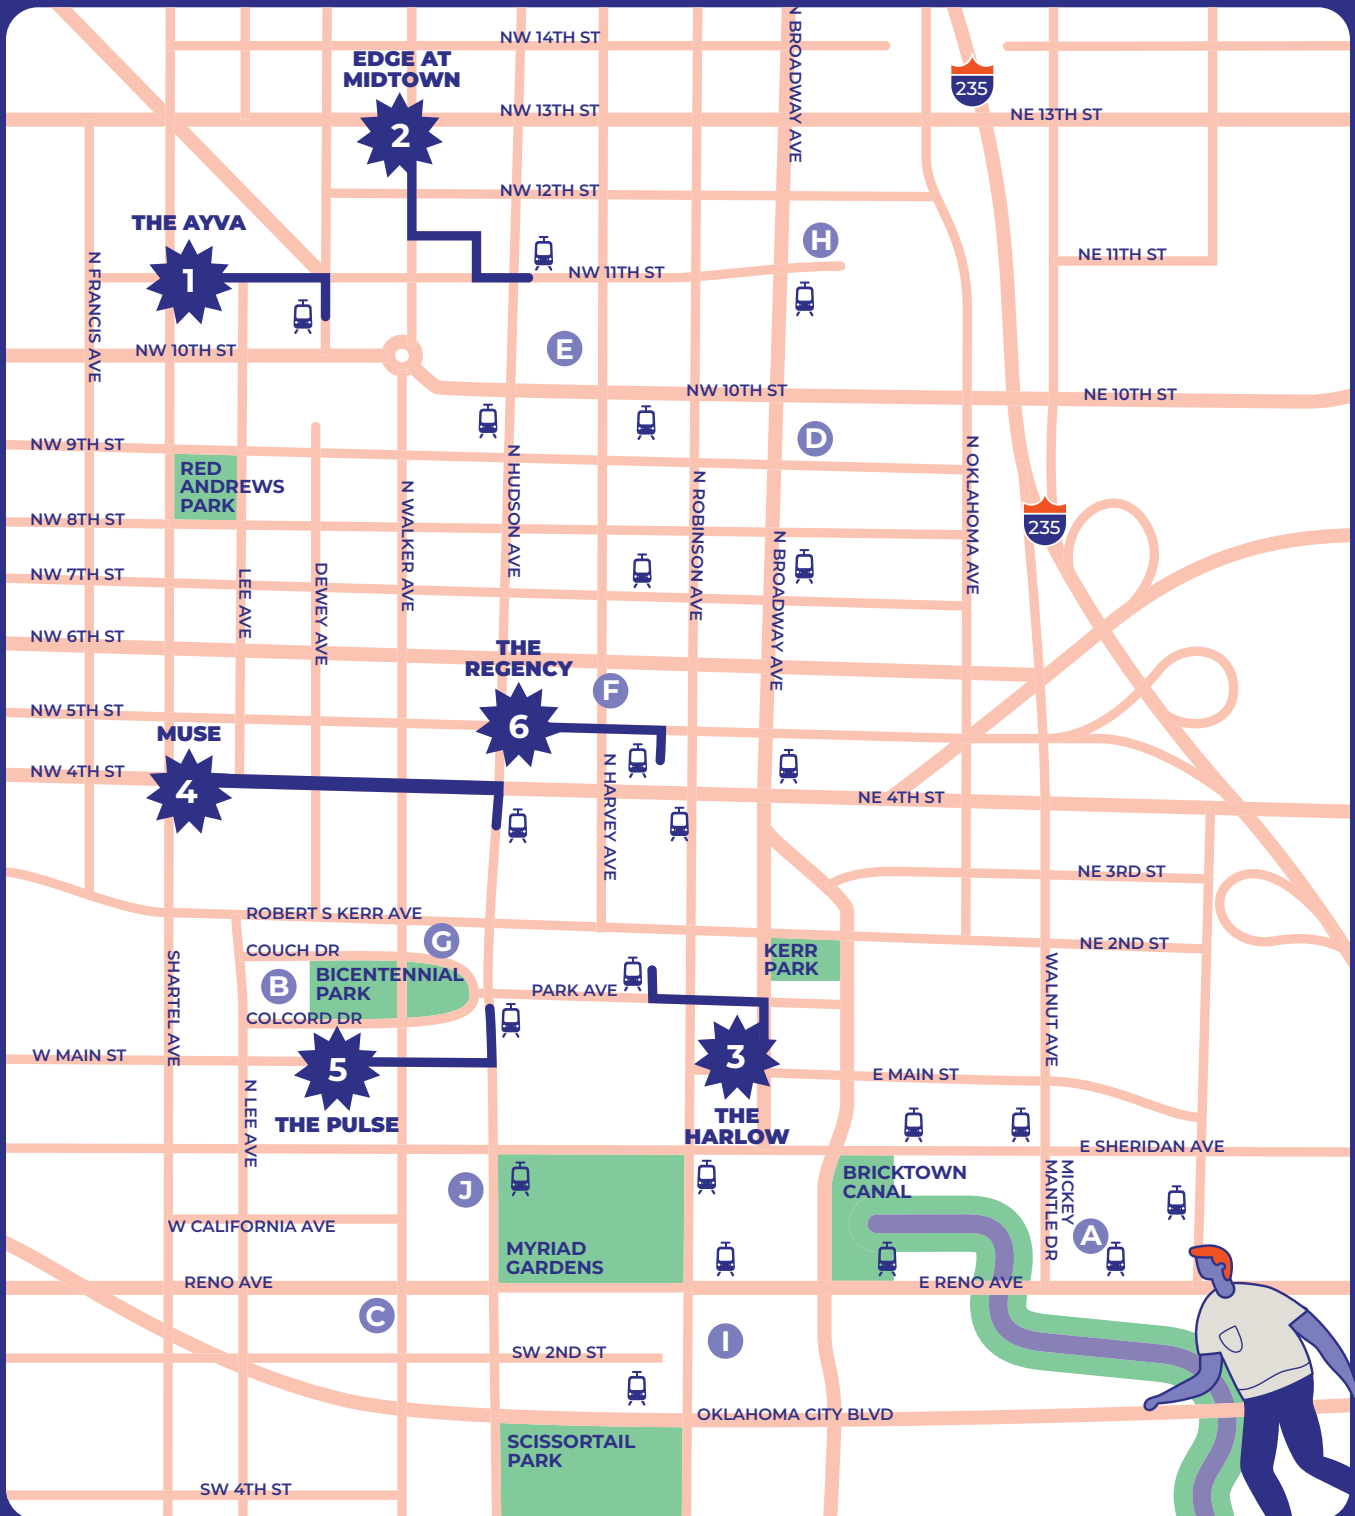 NW 14TH ST
N BROADWAY AVE
EDGE AT
MIDTOWN
235
2
NW 13TH ST
NE 13TH ST
NW 12TH ST
THE AYVA
1
H
N FRANCIS AVE
NW 11TH ST
NE 11TH ST
NW 10TH ST
E
NW 10TH ST
NE 10TH ST
NW 9TH ST
D
RED
ANDREWS
PARK
N HUDSON AVE
N OKLAHOMA AVE
N WALKER AVE
N ROBINSON AVE
NW 8TH ST
235
N BROADWAY AVE
NW 7TH ST
LEE AVE
DEWEY AVE
NW 6TH ST
THE
REGENCY
F
NW 5TH ST
6
MUSE
NW 4TH ST
4
N HARVEY AVE
NE 4TH ST
NE 3RD ST
ROBERT S KERR AVE
COUCH DR
G
KERR
PARK
NE 2ND ST
SHARTEL AVE
B
BICENTENNIAL
PARK
PARK AVE
WALNUT AVE
COLCORD DR
W MAIN ST
5
3
E MAIN ST
N LEE AVE
THE PULSE
THE
HARLOW
E SHERIDAN AVE
J
BRICKTOWN
CANAL
MICKEY
MANTLE DR
W CALIFORNIA AVE
A
MYRIAD
GARDENS
RENO AVE
E RENO AVE
C
I
SW 2ND ST
OKLAHOMA CITY BLVD
SCISSORTAIL
PARK
SW 4TH ST